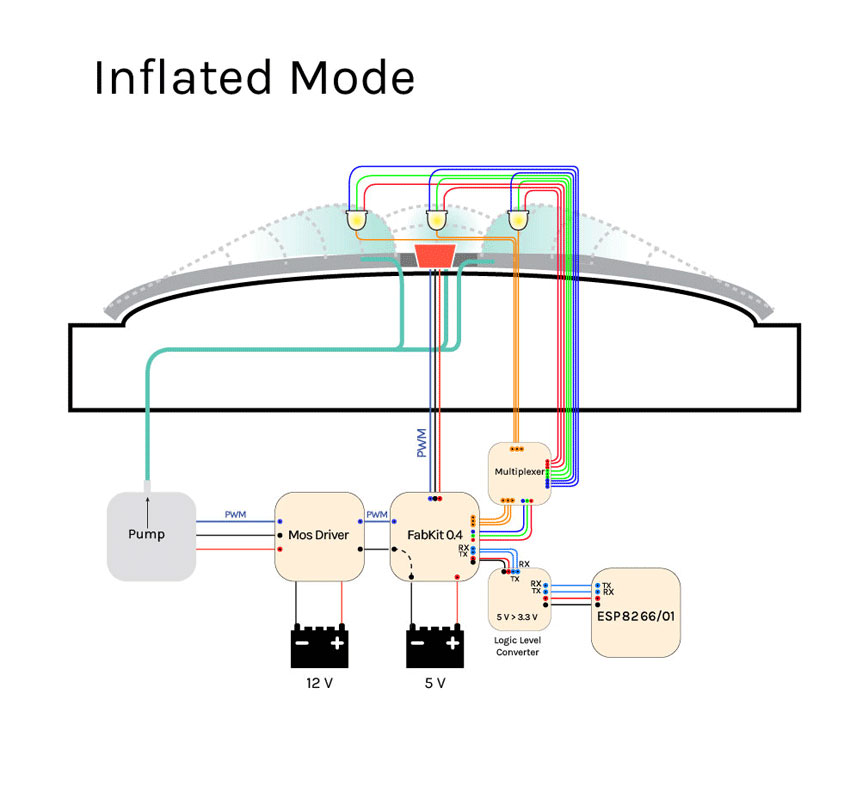 Inflated Mode
PWM
Multiplexer
PWM
PWM
Pump
Mos Driver
FabKit 0.4
RX
TX
RX
TX
RX
TX
TX
RX
5 V > 3.3 V
ESP8266/01
Logic Level
Converter
12 V
5 V